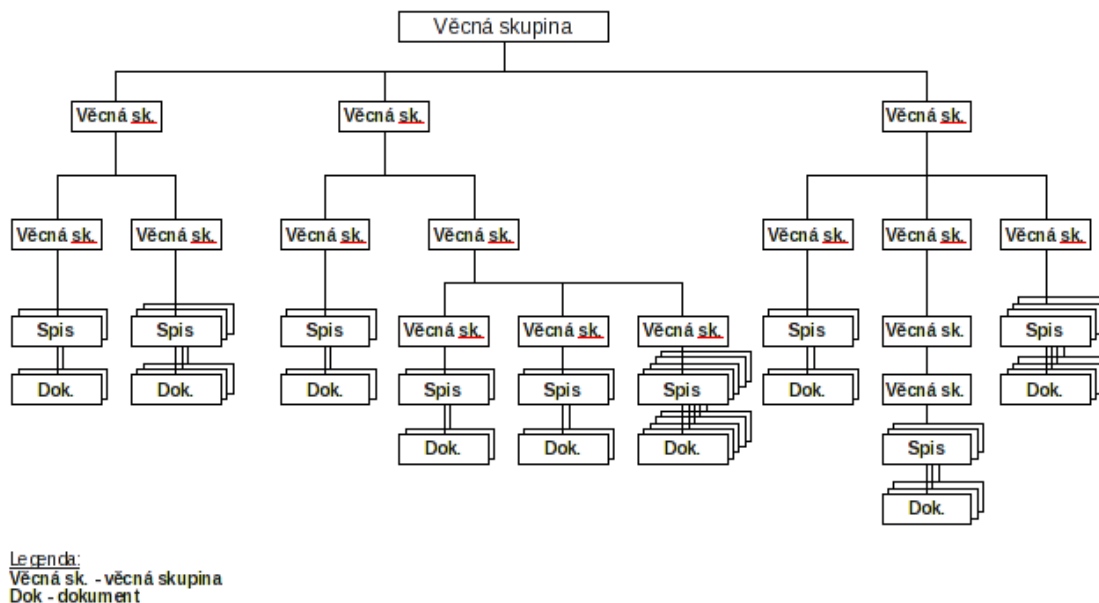 Věcná skupina
Věcná sk. Věcná sk. Věcná sk.
Věcná sk. Věcná sk. Věcná sk. Věcná sk. Věcná sk. Věcná sk. Věcná sk.
Spis Spis Spis Věcná sk. Věcná sk. Věcná sk. Spis Věcná sk. Spis
Dok. Dok. Dok. Spis Spis Spis Dok. Věcná sk. Dok.
Dok. Dok. Dok. Spis
Dok.
Legenda:
Věcná sk. - věcná skupina
Dok - dokument